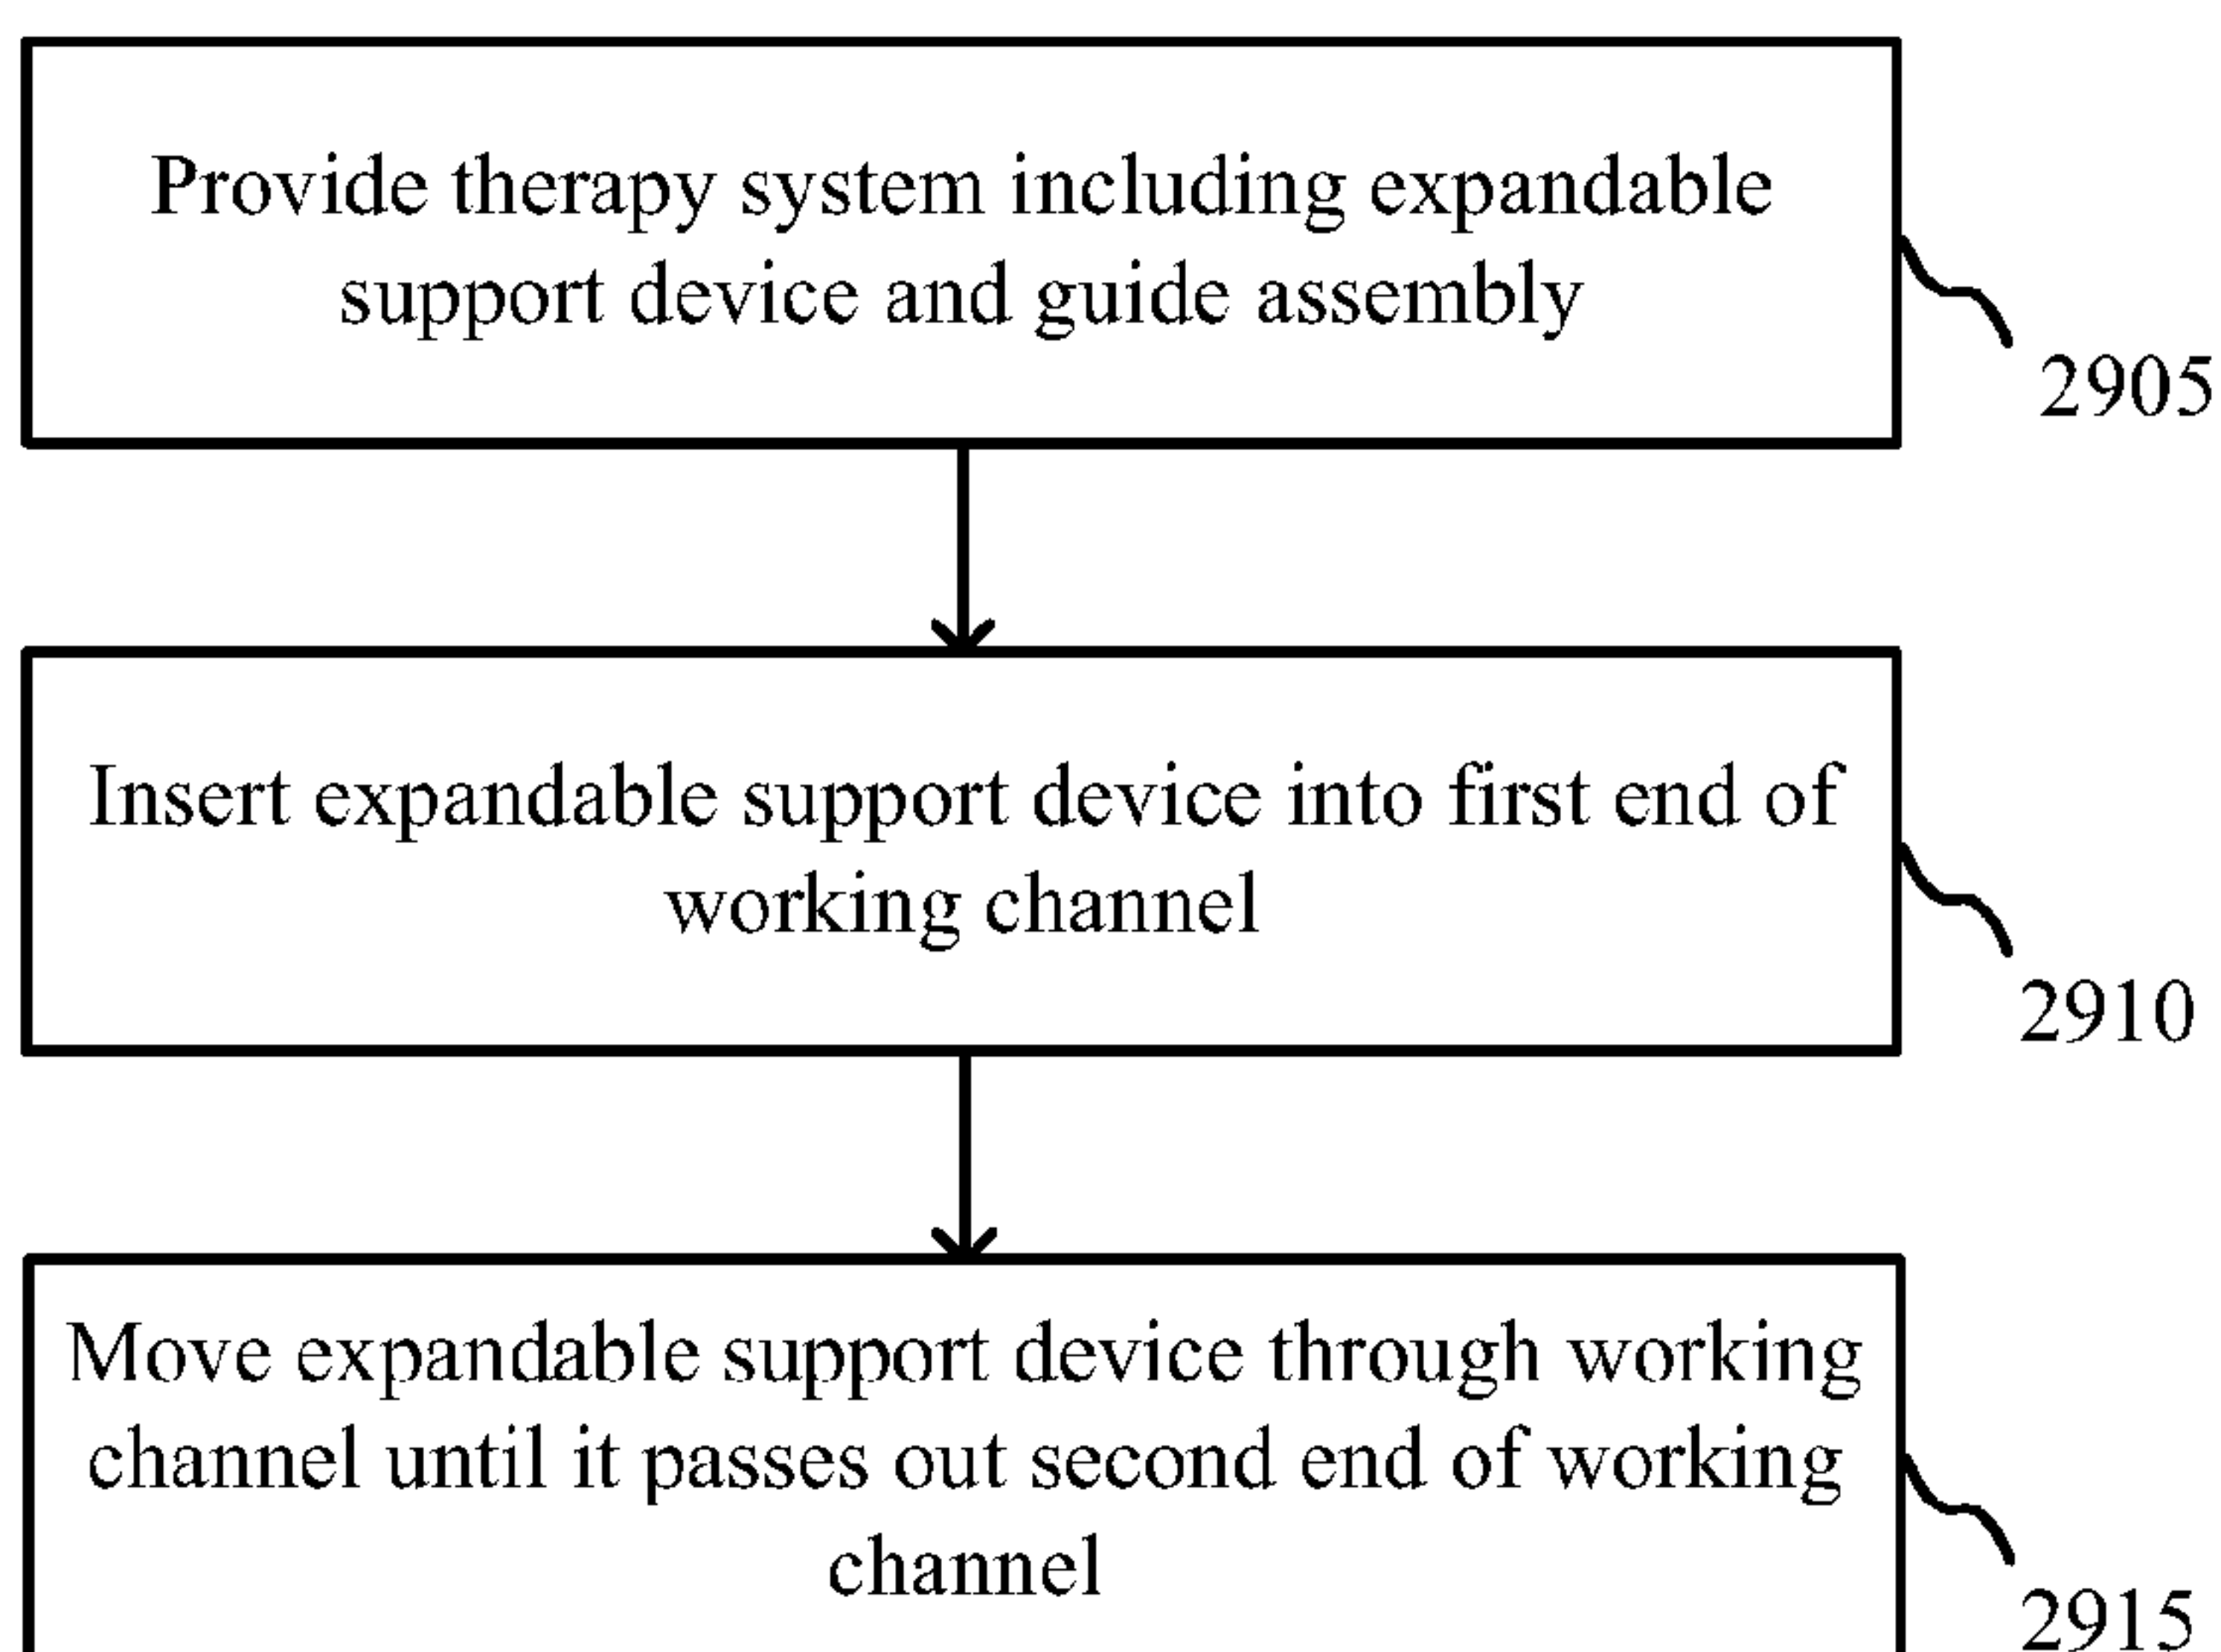 Provide therapy system including expandable
support device and guide assembly
2905
Insert expandable support device into first end of
working channel
2910
Move expandable support device through working
channel until it passes out second end of working
channel
2915